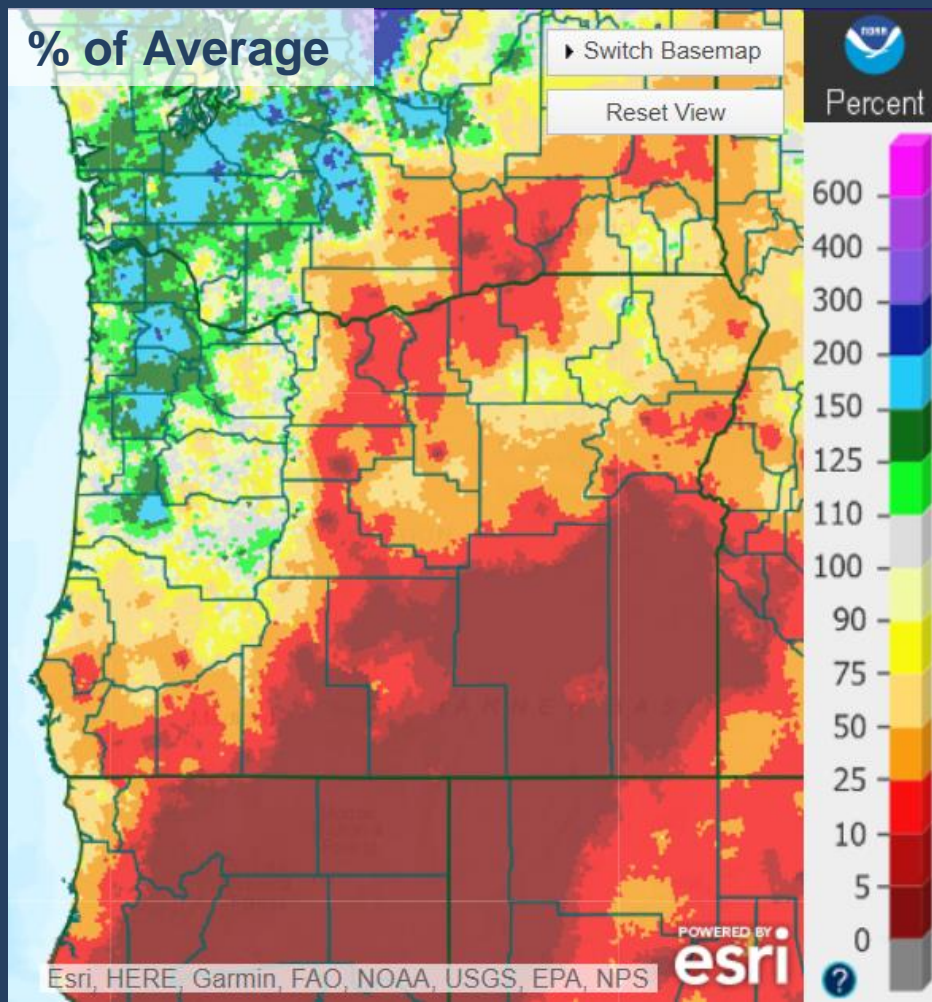 % of Average
▸ Switch Basemap
Reset View
NOAA
Percent
600
400
300
200
150
125
110
100
90
75
50
25
10
5
0
POWERED BY
esri
Esri, HERE, Garmin, FAO, NOAA, USGS, EPA, NPS
?